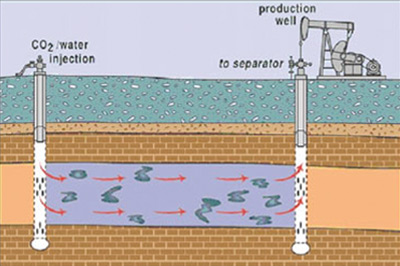 production
well
CO2/water
injection
to separator